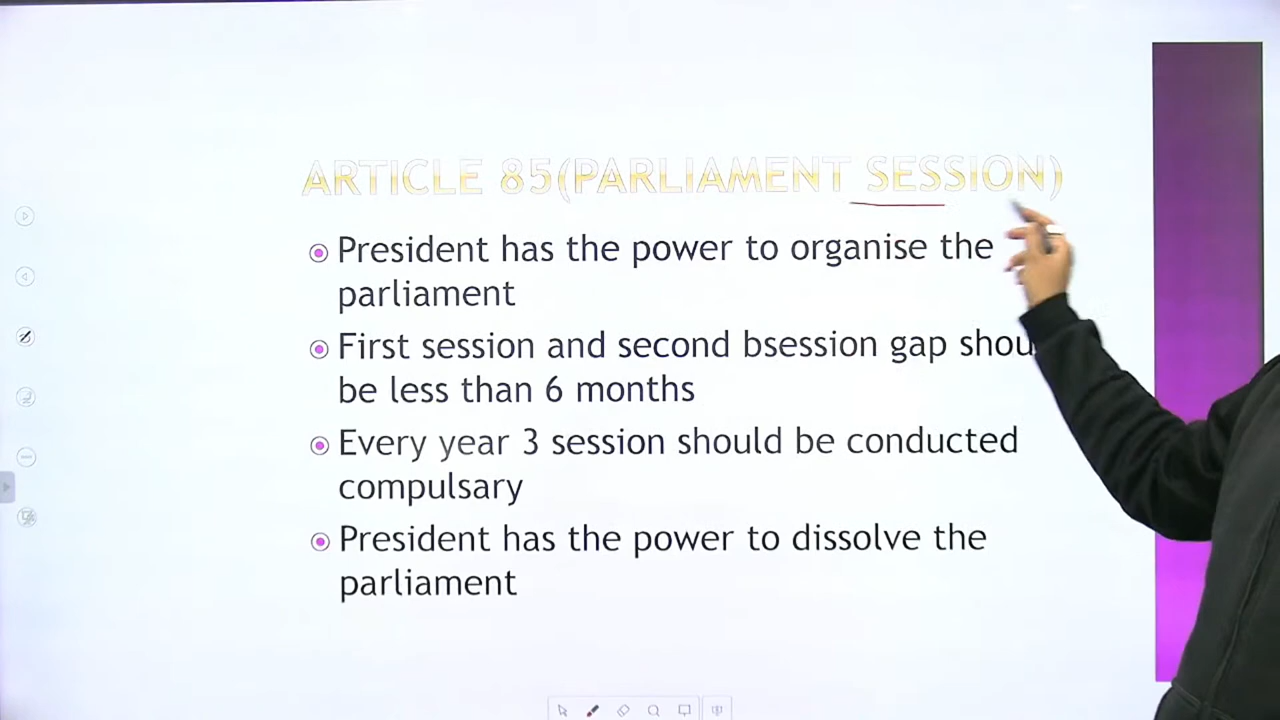 ARTICLE 85(PARLIAMENT SESSION)
President has the power to organise the
parliament
First session and second bsession gap shou
be less than 6 months
Every year 3 session should be conducted
compulsary
President has the power to dissolve the
parliament